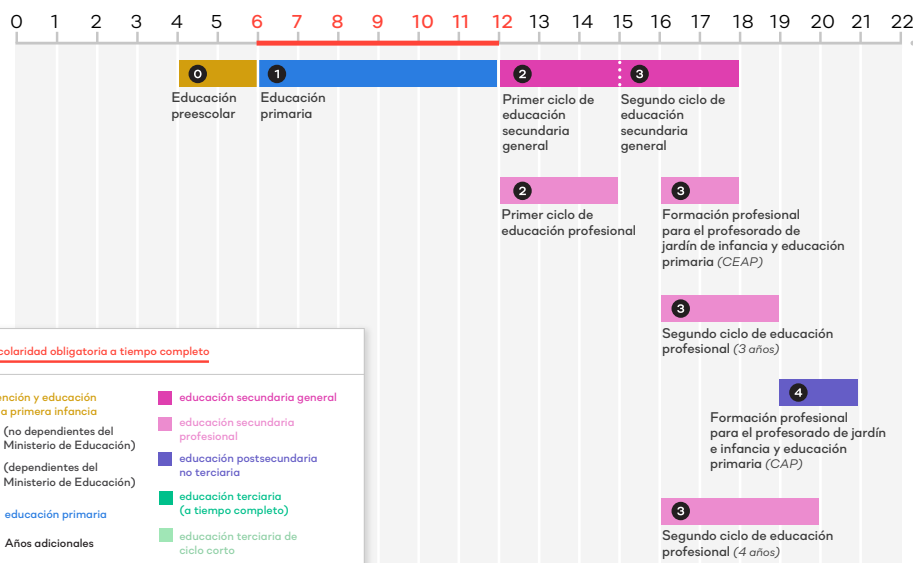 0 1 2 3 4 5 6 7 8 9 10 11 12 13 14 15 16 17 18 19 20 21 22
0
Educación
preescolar
1
Educación
primaria
2
Primer ciclo de
educación
secundaria
general
3
Segundo ciclo de
educación
secundaria
general
2
Primer ciclo de
educación profesional
3
Formación profesional
para el profesorado de
jardín de infancia y educación
primaria (CEAP)
3
Segundo ciclo de educación
profesional (3 años)
4
Formación profesional
para el profesorado de jardín
e infancia y educación
primaria (CAP)
3
Segundo ciclo de educación
profesional (4 años)
colaridad obligatoria a tiempo completo
nción y educación
a primera infancia
(no dependientes del
Ministerio de Educación)
(dependientes del
Ministerio de Educación)
educación primaria
Años adicionales
educación secundaria general
educación secundaria
profesional
educación postsecundaria
no terciaria
educación terciaria
(a tiempo completo)
educación terciaria de
ciclo corto